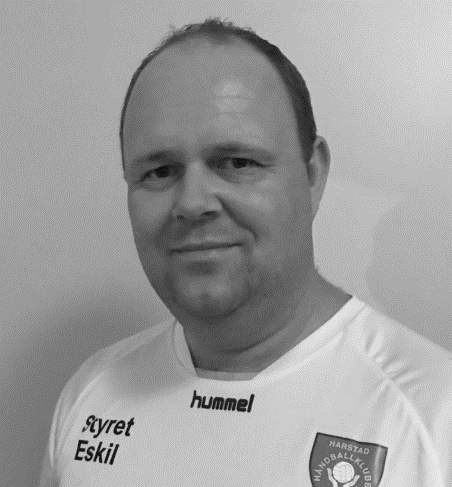 hummel
Styret
Eskil
HARSTAD
HÅNDBALLKLUBB